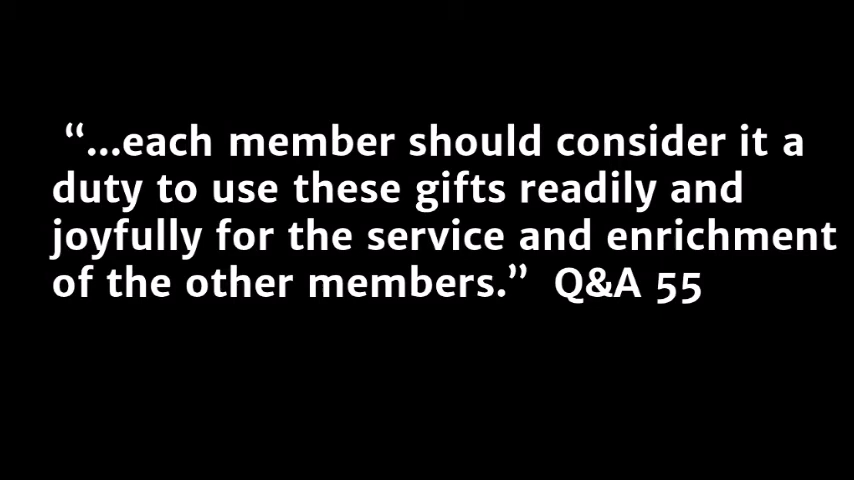 “...each member should consider it a
duty to use these gifts readily and
joyfully for the service and enrichment
of the other members.” Q&A 55